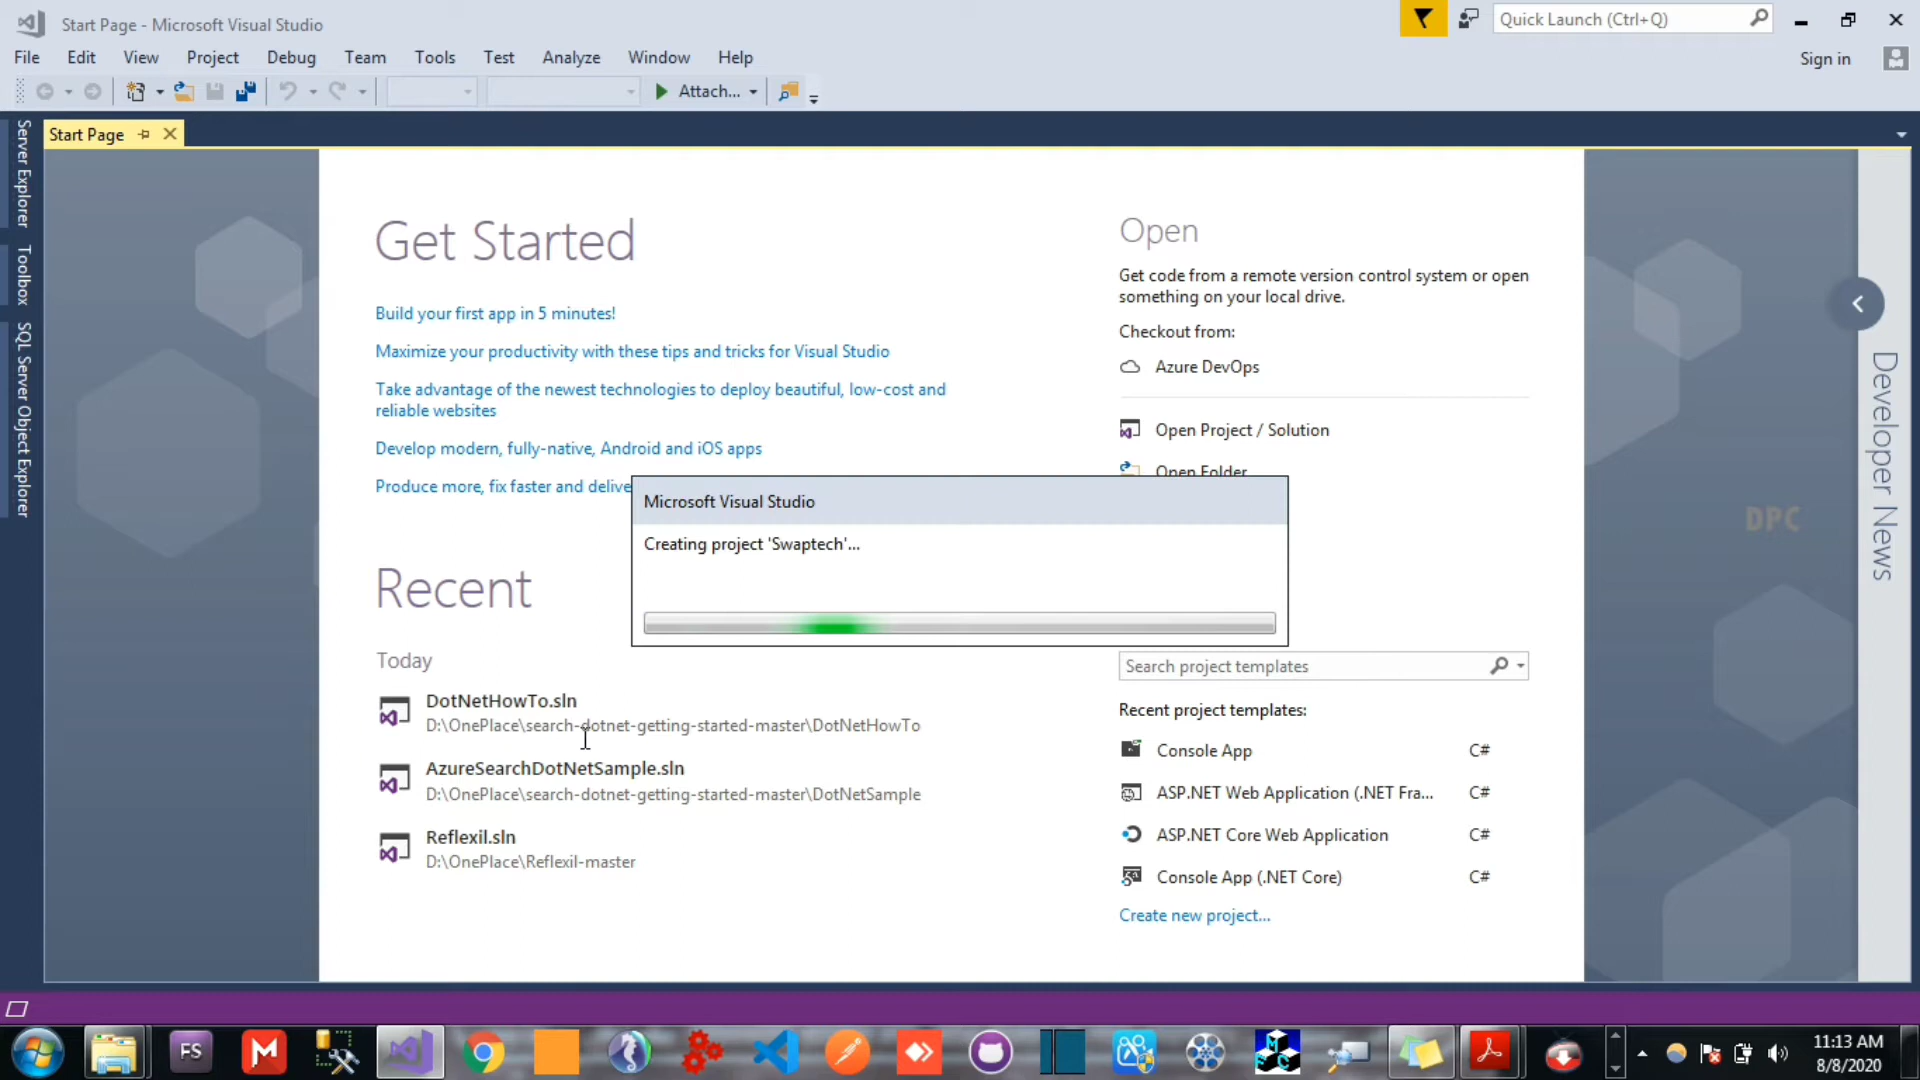 Start Page - Microsoft Visual Studio
Quick Launch (Ctrl+Q)
File Edit View Project Debug Team Tools Test Analyze Window Help
Sign in
Attach...
Server Explorer
Toolbox
SQL Server Object Explorer
Start Page
Get Started
Build your first app in 5 minutes!
Maximize your productivity with these tips and tricks for Visual Studio
Take advantage of the newest technologies to deploy beautiful, low-cost and
reliable websites
Develop modern, fully-native, Android and iOS apps
Produce more, fix faster and delive
Recent
Today
DotNetHowTo.sln
D:\OnePlace\search-dotnet-getting-started-master\DotNetHowTo
AzureSearchDotNetSample.sln
D:\OnePlace\search-dotnet-getting-started-master\DotNetSample
Reflexil.sln
D:\OnePlace\Reflexil-master
Open
Get code from a remote version control system or open
something on your local drive.
Checkout from:
Azure DevOps
Open Project / Solution
Open Folder
Microsoft Visual Studio
Creating project 'Swaptech'...
Search project templates
Recent project templates:
Console App C#
ASP.NET Web Application (.NET Fra... C#
ASP.NET Core Web Application C#
Console App (.NET Core) C#
Create new project...
Developer News
DPC
FS
M
M C
11:13 AM
8/8/2020